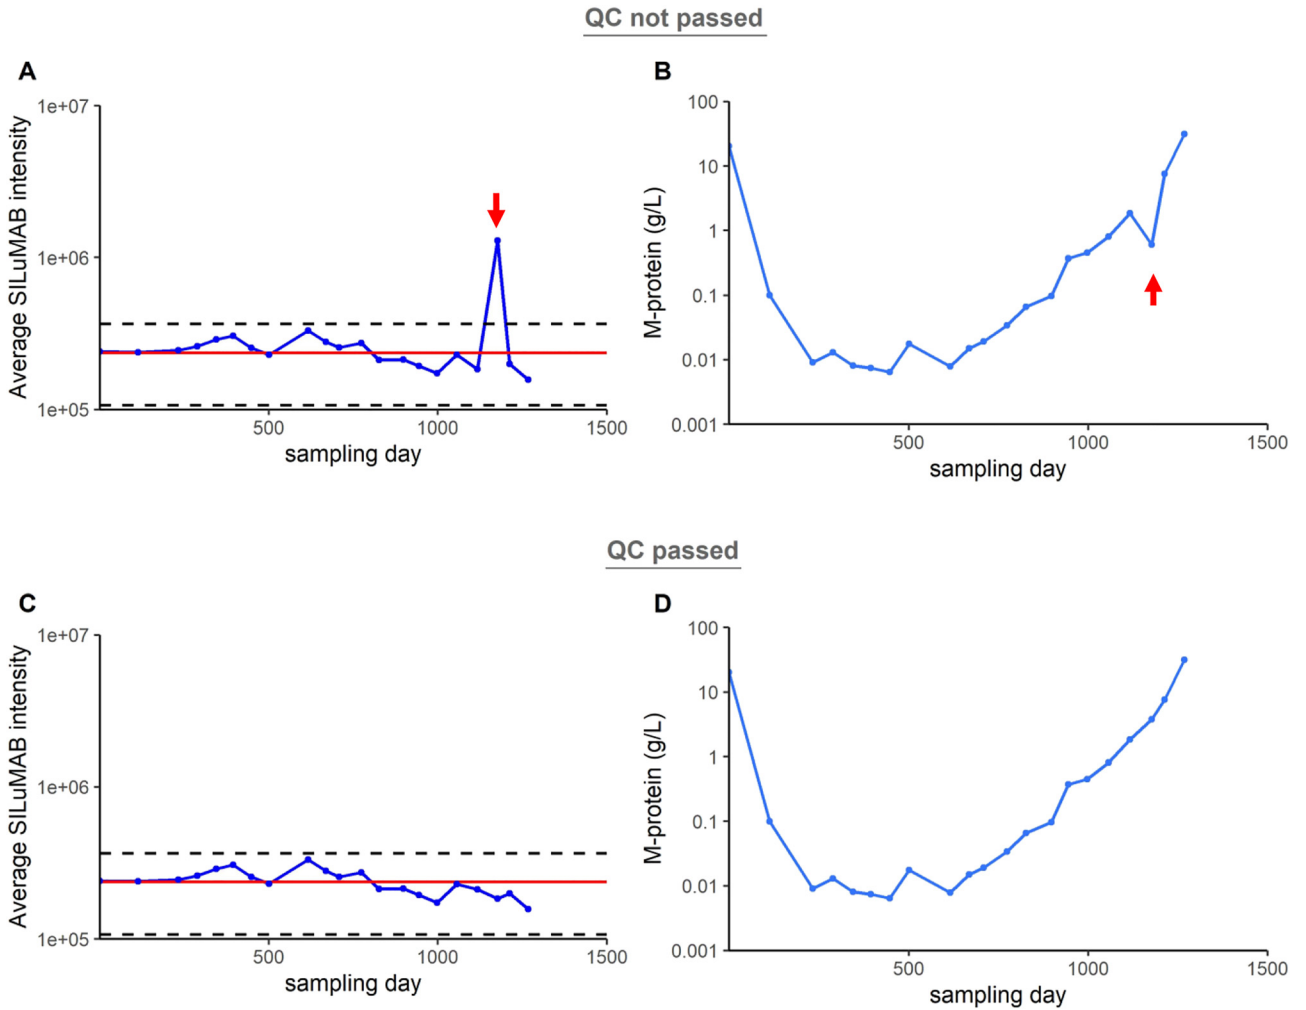 QC not passed
A
Average SILuMAB intensity
1e+07
1e+06
1e+05
500
1000
1500
sampling day
B
M-protein (g/L)
100
10
1
0.1
0.01
0.001
500
1000
1500
sampling day
QC passed
C
Average SILuMAB intensity
1e+07
1e+06
1e+05
500
1000
1500
sampling day
D
M-protein (g/L)
100
10
1
0.1
0.01
0.001
500
1000
1500
sampling day